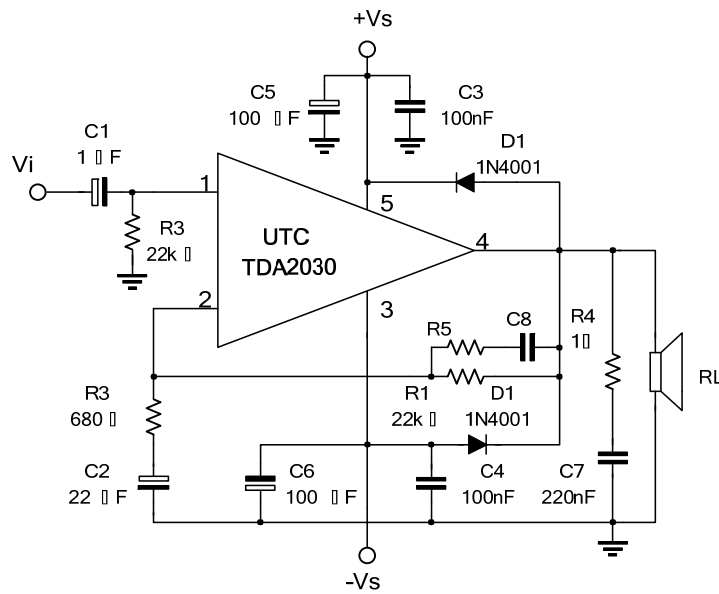 +Vs
C5
100 ▯ F
C3
100nF
C1
1 ▯ F
D1
1N4001
Vi
1
5
R3
22k ▯
UTC
TDA2030
4
2
3
R5
C8
R4
1▯
R3
680 ▯
R1
22k ▯
D1
1N4001
RL
C2
22 ▯ F
C6
100 ▯ F
C4
100nF
C7
220nF
-Vs